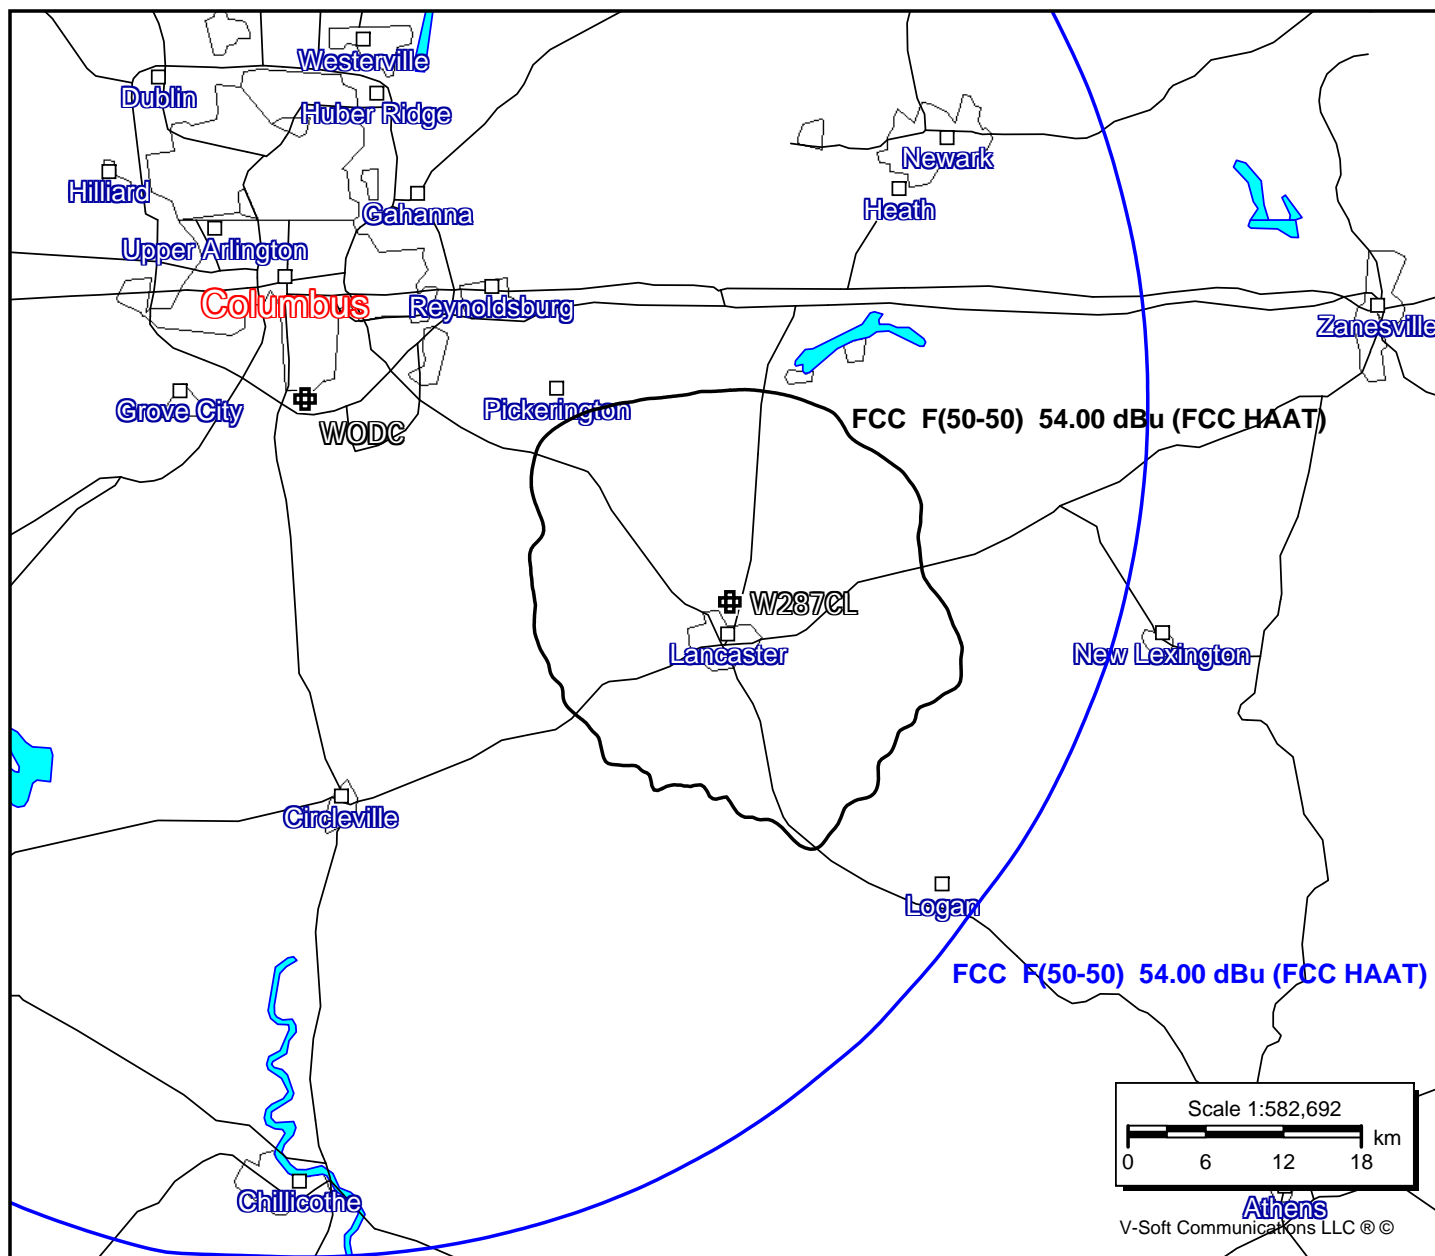 Westerville
Dublin
Huber Ridge
Newark
Hilliard
Heath
Gahanna
Upper Arlington
Columbus
Reynoldsburg
Zanesville
Grove City
Pickerington
WODC
FCC F(50-50) 54.00 dBu (FCC HAAT)
W287CL
Lancaster
New Lexington
Circleville
Logan
FCC F(50-50) 54.00 dBu (FCC HAAT)
Scale 1:582,692
km
0 6 12 18
Chillicothe
Athens
V-Soft Communications LLC ® ©